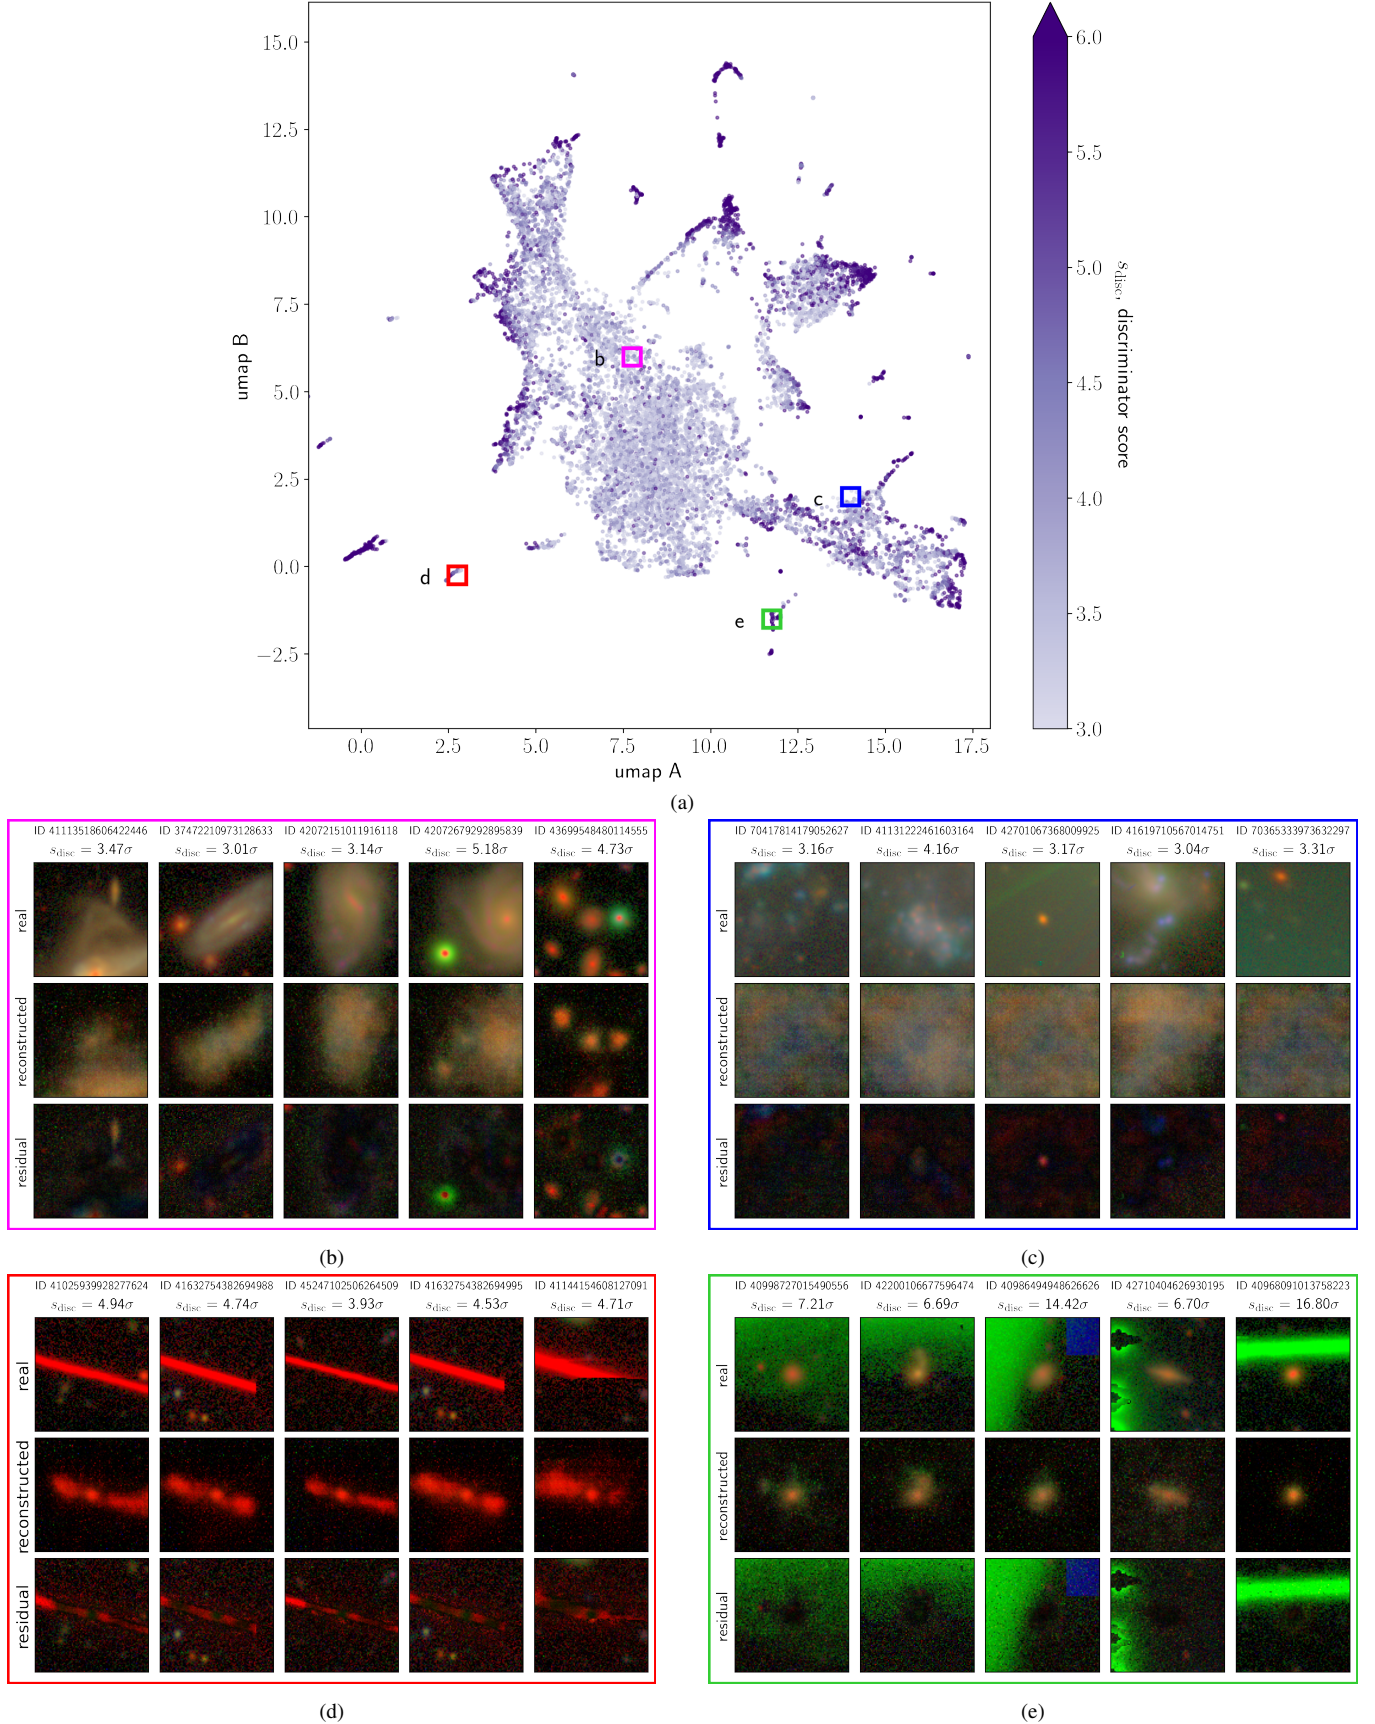 15.0
12.5
10.0
7.5
5.0
2.5
0.0
−2.5
umap B
0.0 2.5 5.0 7.5 10.0 12.5 15.0 17.5
umap A
b
c
d
e
6.0
5.5
5.0
4.5
4.0
3.5
3.0
s_disc, discriminator score
(a)
ID 41113518606422446 ID 37472210973128633 ID 42072151011916118 ID 42072679292895839 ID 43699548480114555
s_disc = 3.47σ s_disc = 3.01σ s_disc = 3.14σ s_disc = 5.18σ s_disc = 4.73σ
real
reconstructed
residual
(b)
ID 70417814179052627 ID 41131222461603164 ID 42701067368009925 ID 41619710567014751 ID 70365333973632297
s_disc = 3.16σ s_disc = 4.16σ s_disc = 3.17σ s_disc = 3.04σ s_disc = 3.31σ
real
reconstructed
residual
(c)
ID 41025939928277624 ID 41632754382694988 ID 45247102506264509 ID 41632754382694995 ID 41114154608127091
s_disc = 4.94σ s_disc = 4.74σ s_disc = 3.93σ s_disc = 4.53σ s_disc = 4.71σ
real
reconstructed
residual
(d)
ID 40998727015490556 ID 42200106677596474 ID 40986494948626626 ID 42710404626930195 ID 40968091013758223
s_disc = 7.21σ s_disc = 6.69σ s_disc = 14.42σ s_disc = 6.70σ s_disc = 16.80σ
real
reconstructed
residual
(e)